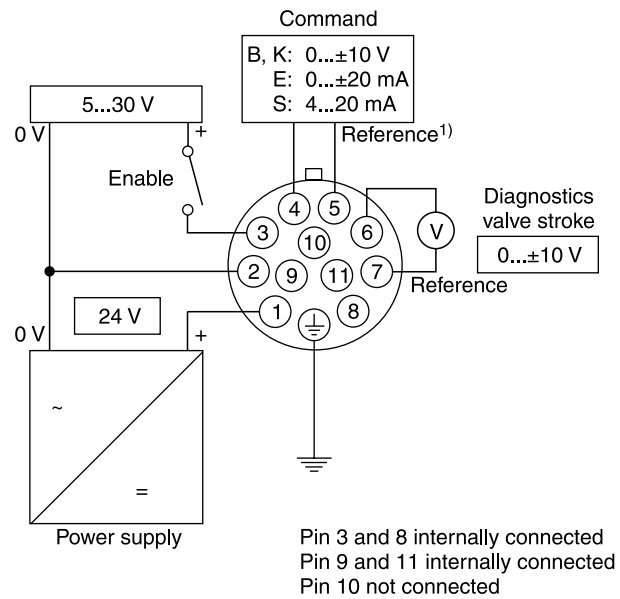 Command
B, K: 0...±10 V
E: 0...±20 mA
S: 4...20 mA
5...30 V
0 V
+
Reference1)
Enable
4
5
3
6
10
V
Diagnostics
valve stroke
0...±10 V
2
9
11
7
Reference
1
8
24 V
0 V
+
~
=
Power supply
Pin 3 and 8 internally connected
Pin 9 and 11 internally connected
Pin 10 not connected